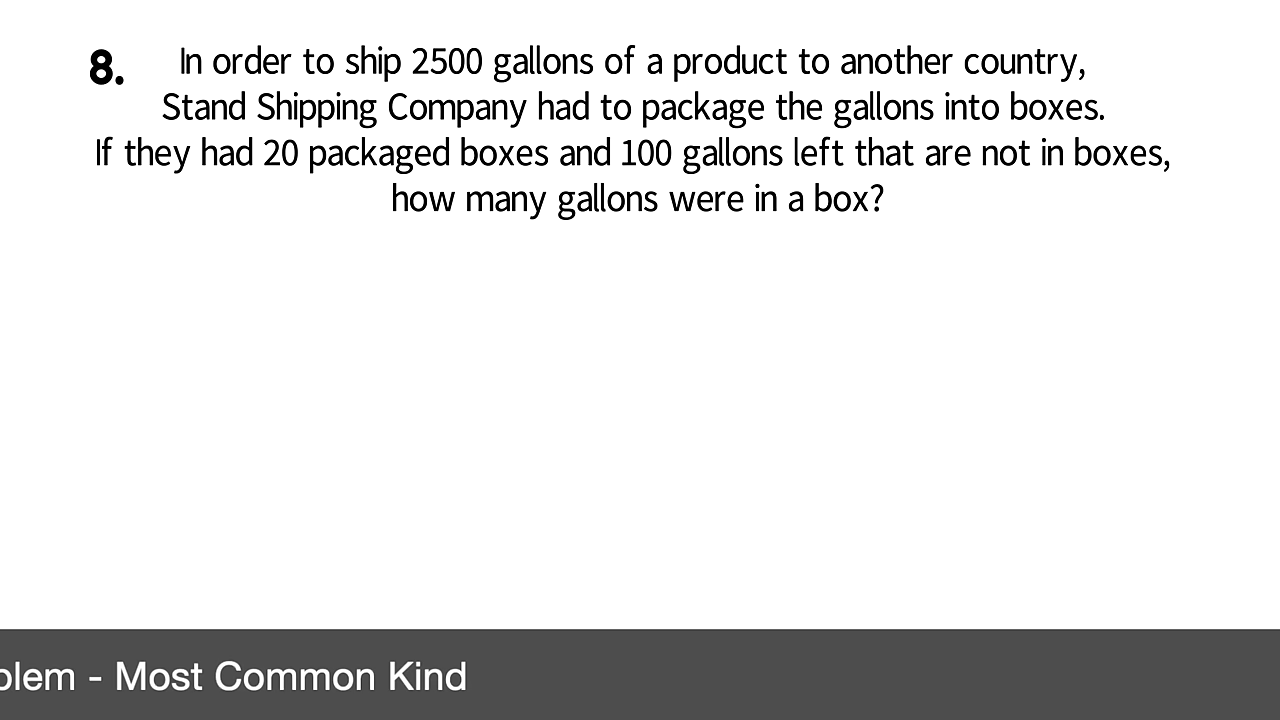 8. In order to ship 2500 gallons of a product to another country,
Stand Shipping Company had to package the gallons into boxes.
If they had 20 packaged boxes and 100 gallons left that are not in boxes,
how many gallons were in a box?
- Most Common Kind